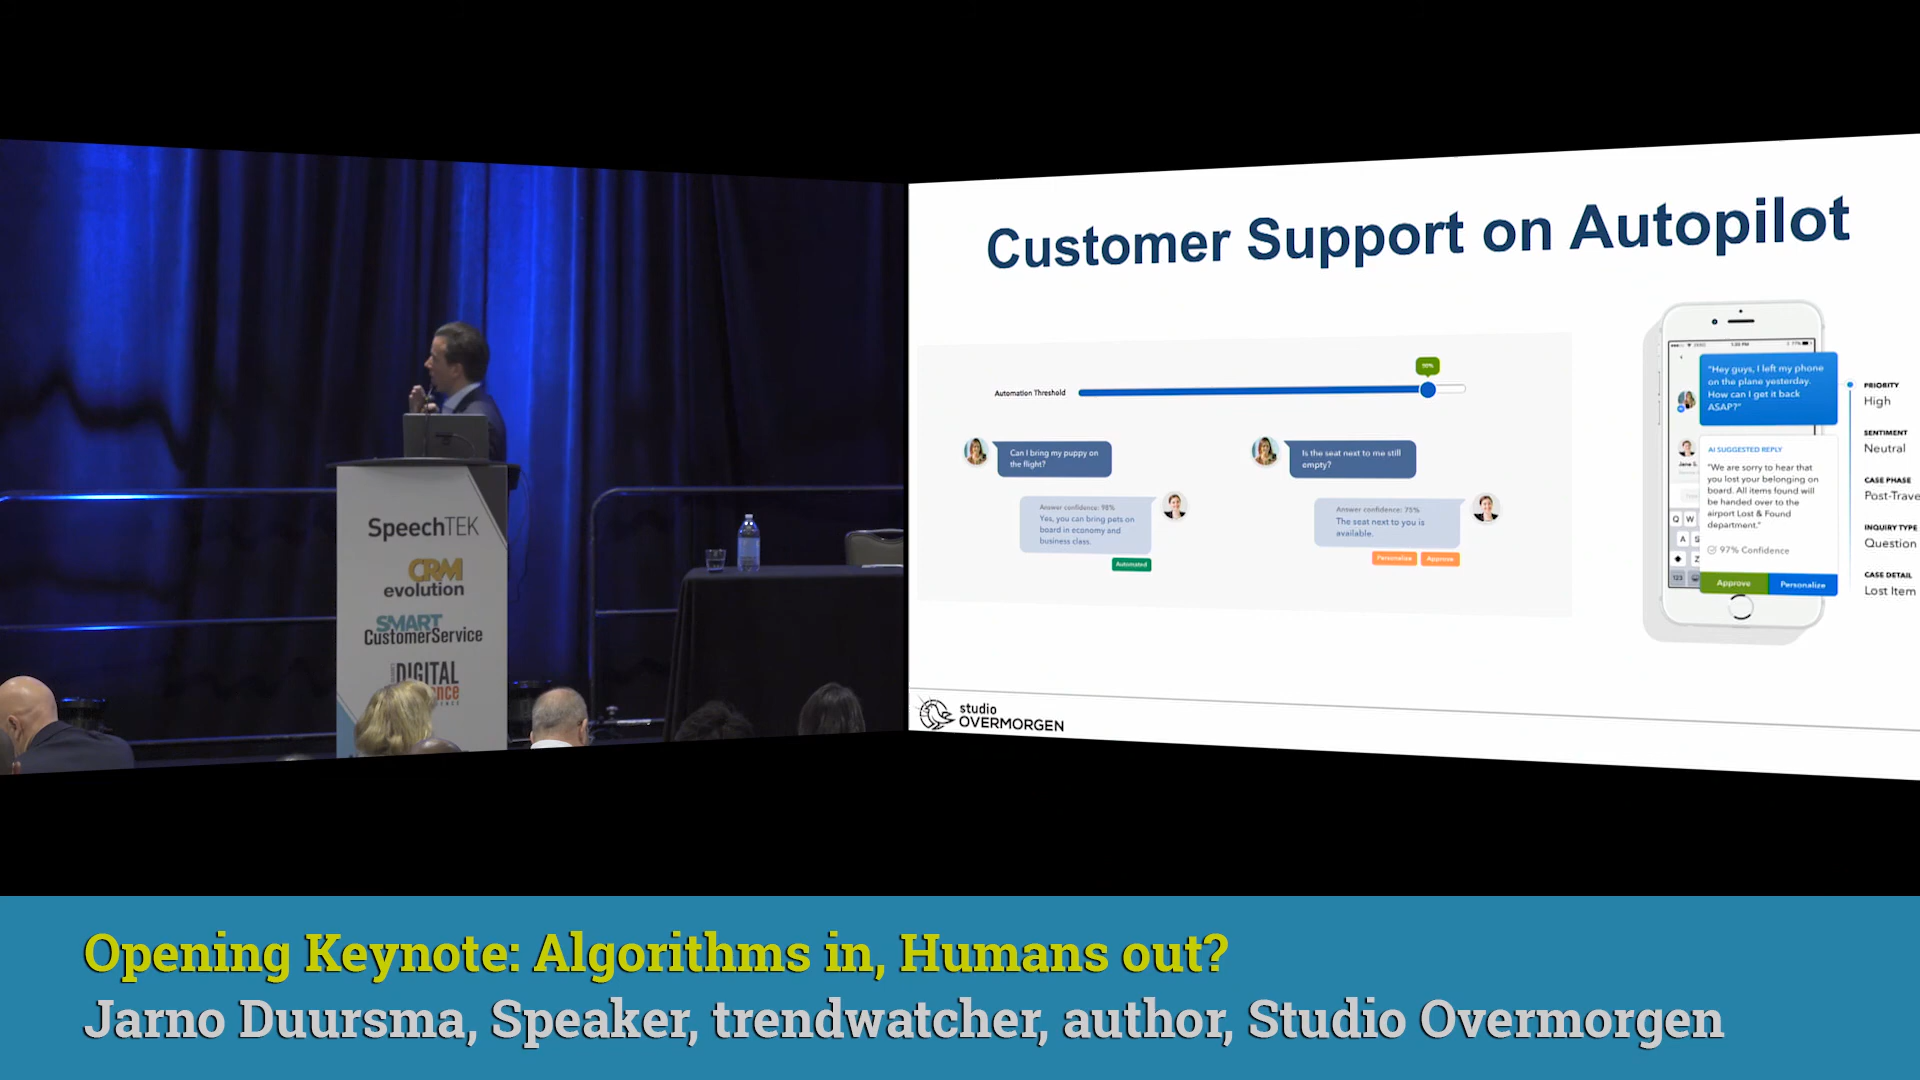 SpeechTEK
CRM
evolution
SMART
CustomerService
DIGITAL
Customer Support on Autopilot
Automation Threshold
Can I bring my puppy on
the flight?
Answer confidence: 98%
Yes, you can bring pets on
board in economy and
business class.
Automated
Is the seat next to me still
empty?
Answer confidence: 75%
The seat next to you is
available.
Personalize
Approve
1:20 PM
"Hey guys, I left my phone
on the plane yesterday.
How can I get it back
ASAP?"
AI SUGGESTED REPLY
"We are sorry to hear that
you lost your belonging on
board. All items found will
be handed over to the
airport Lost & Found
department."
97% Confidence
Approve
Personalize
Q W
A S
Z
123
PRIORITY
High
SENTIMENT
Neutral
CASE PHASE
Post-Trave
INQUIRY TYPE
Question
CASE DETAIL
Lost Item
studio
OVERMORGEN
Opening Keynote: Algorithms in, Humans out?
Jarno Duursma, Speaker, trendwatcher, author, Studio Overmorgen